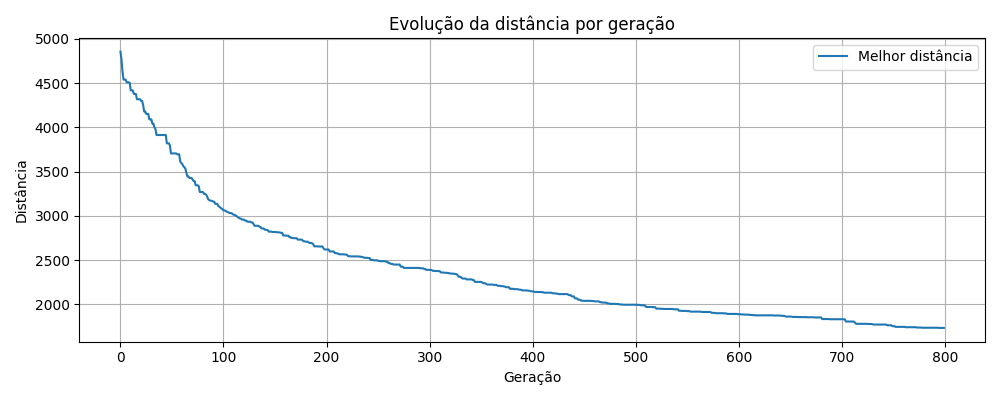 Evolução da distância por geração
Melhor distância
Distância
5000
4500
4000
3500
3000
2500
2000
0 100 200 300 400 500 600 700 800
Geração